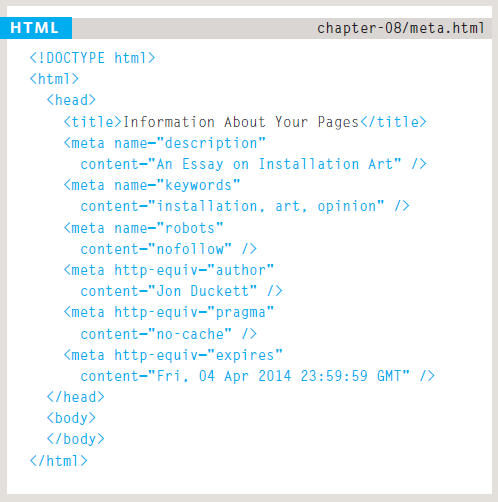 HTML
chapter-08/meta.html
<!DOCTYPE html>
<html>
<head>
<title>Information About Your Pages</title>
<meta name="description"
content="An Essay on Installation Art" />
<meta name="keywords"
content="installation, art, opinion" />
<meta name="robots"
content="nofollow" />
<meta http-equiv="author"
content="Jon Duckett" />
<meta http-equiv="pragma"
content="no-cache" />
<meta http-equiv="expires"
content="Fri, 04 Apr 2014 23:59:59 GMT" />
</head>
<body>
</body>
</html>